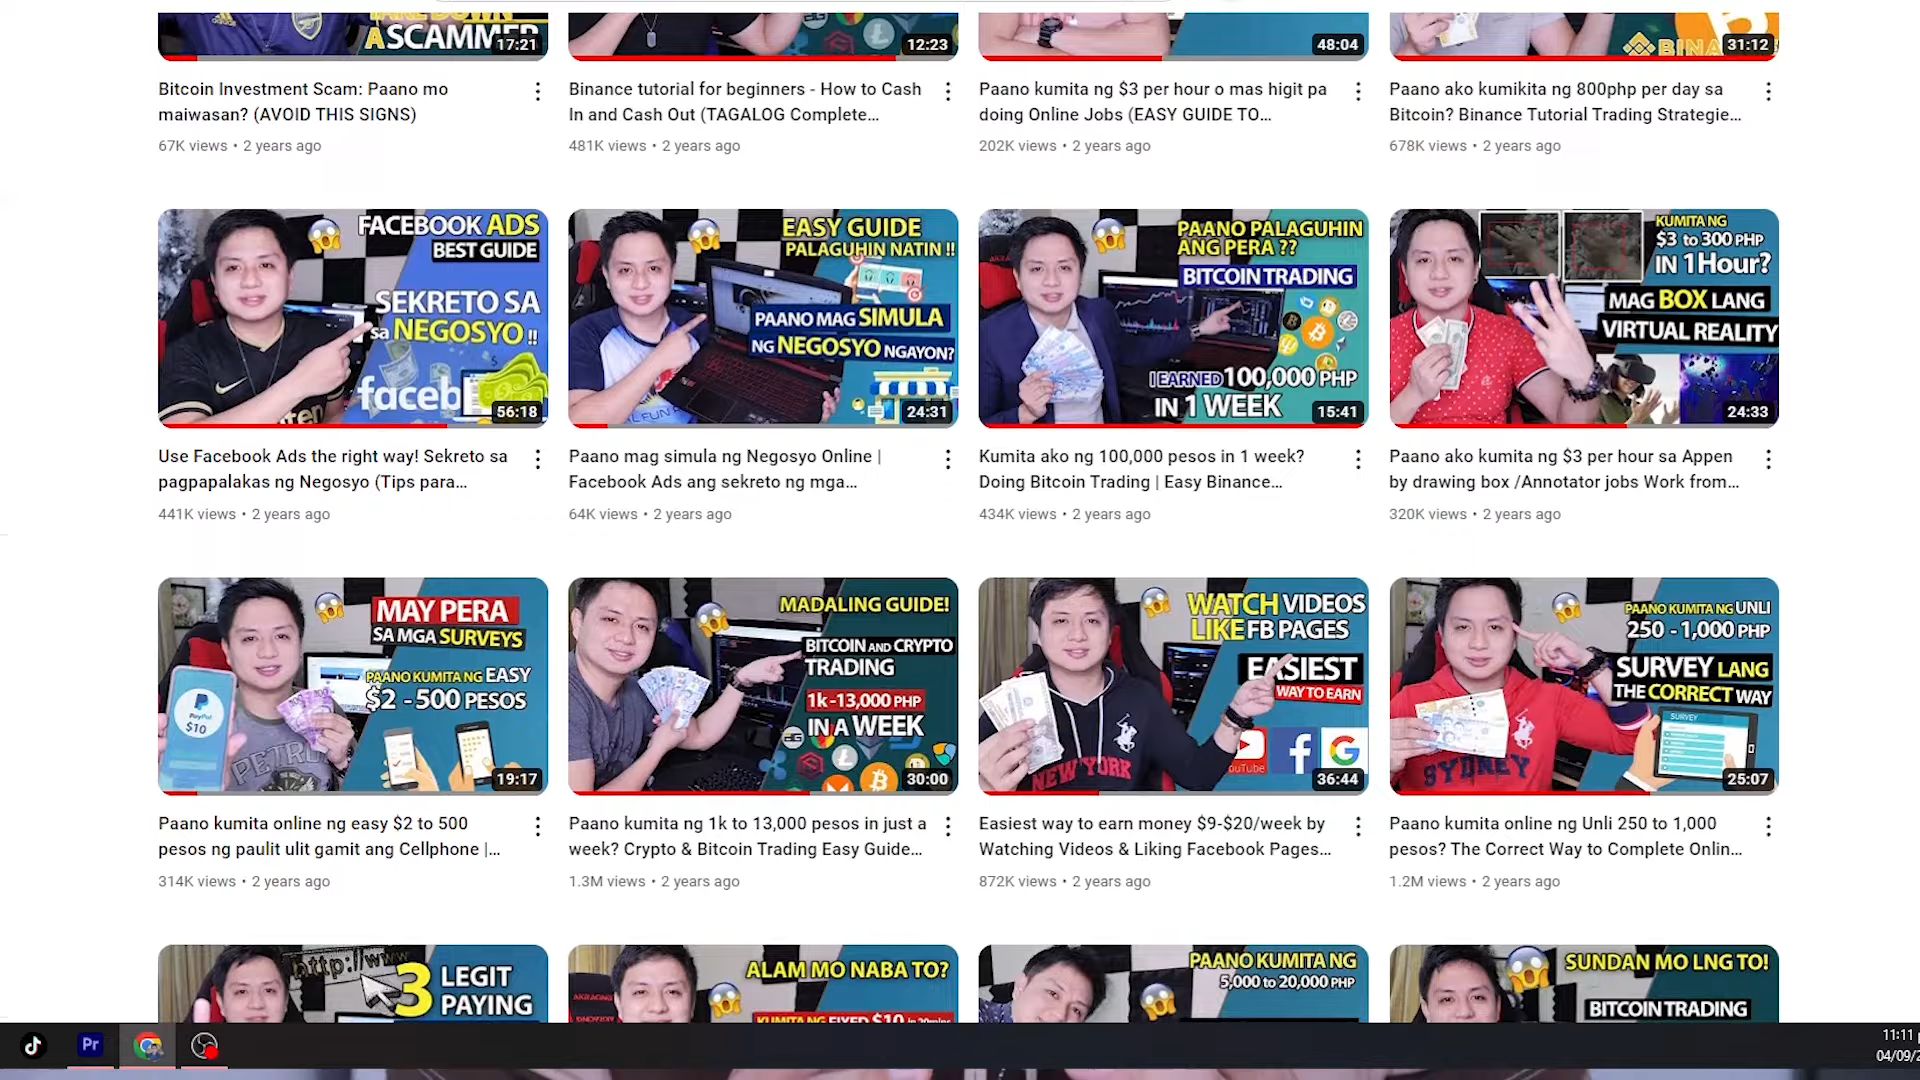 A SCAMMER
17:21
12:23
48:04
BINA
31:12
Bitcoin Investment Scam: Paano mo
maiwasan? (AVOID THIS SIGNS)
67K views • 2 years ago
Binance tutorial for beginners - How to Cash
In and Cash Out (TAGALOG Complete...
481K views • 2 years ago
Paano kumita ng $3 per hour o mas higit pa
doing Online Jobs (EASY GUIDE TO...
202K views • 2 years ago
Paano ako kumikita ng 800php per day sa
Bitcoin? Binance Tutorial Trading Strategie...
678K views • 2 years ago
FACEBOOK ADS
BEST GUIDE
SEKRETO SA
sa NEGOSYO !!
faceb
56:18
EASY GUIDE
PALAGUHIN NATIN !!
PAANO MAG SIMULA
NG NEGOSYO NGAYON?
24:31
PAANO PALAGUHIN
ANG PERA ??
BITCOIN TRADING
I EARNED 100,000 PHP
IN 1 WEEK
15:41
KUMITA NG
$3 to 300 PHP
IN 1Hour?
MAG BOX LANG
VIRTUAL REALITY
24:33
Use Facebook Ads the right way! Sekreto sa
pagpapalakas ng Negosyo (Tips para...
441K views • 2 years ago
Paano mag simula ng Negosyo Online |
Facebook Ads ang sekreto ng mga...
64K views • 2 years ago
Kumita ako ng 100,000 pesos in 1 week?
Doing Bitcoin Trading | Easy Binance...
434K views • 2 years ago
Paano ako kumita ng $3 per hour sa Appen
by drawing box /Annotator jobs Work from...
320K views • 2 years ago
MAY PERA
SA MGA SURVEYS
PAANO KUMITA NG EASY
$2 - 500 PESOS
PayPal
$10
PETRO
19:17
MADALING GUIDE!
BITCOIN AND CRYPTO
TRADING
1k -13,000 PHP
IN A WEEK
30:00
WATCH VIDEOS
LIKE FB PAGES
EASIEST
WAY TO EARN
NEW YORK
36:44
PAANO KUMITA NG UNLI
250 - 1,000 PHP
SURVEY LANG
THE CORRECT WAY
SURVEY
SYDNEY
25:07
Paano kumita online ng easy $2 to 500
pesos ng paulit ulit gamit ang Cellphone |...
314K views • 2 years ago
Paano kumita ng 1k to 13,000 pesos in just a
week? Crypto & Bitcoin Trading Easy Guide...
1.3M views • 2 years ago
Easiest way to earn money $9-$20/week by
Watching Videos & Liking Facebook Pages...
872K views • 2 years ago
Paano kumita online ng Unli 250 to 1,000
pesos? The Correct Way to Complete Onlin...
1.2M views • 2 years ago
http://www
3 LEGIT
PAYING
ALAM MO NABA TO?
KUMITA NG FIXED $10 in 20mins
PAANO KUMITA NG
5,000 to 20,000 PHP
SUNDAN MO LNG TO!
BITCOIN TRADING
Pr
11:11
04/09/2